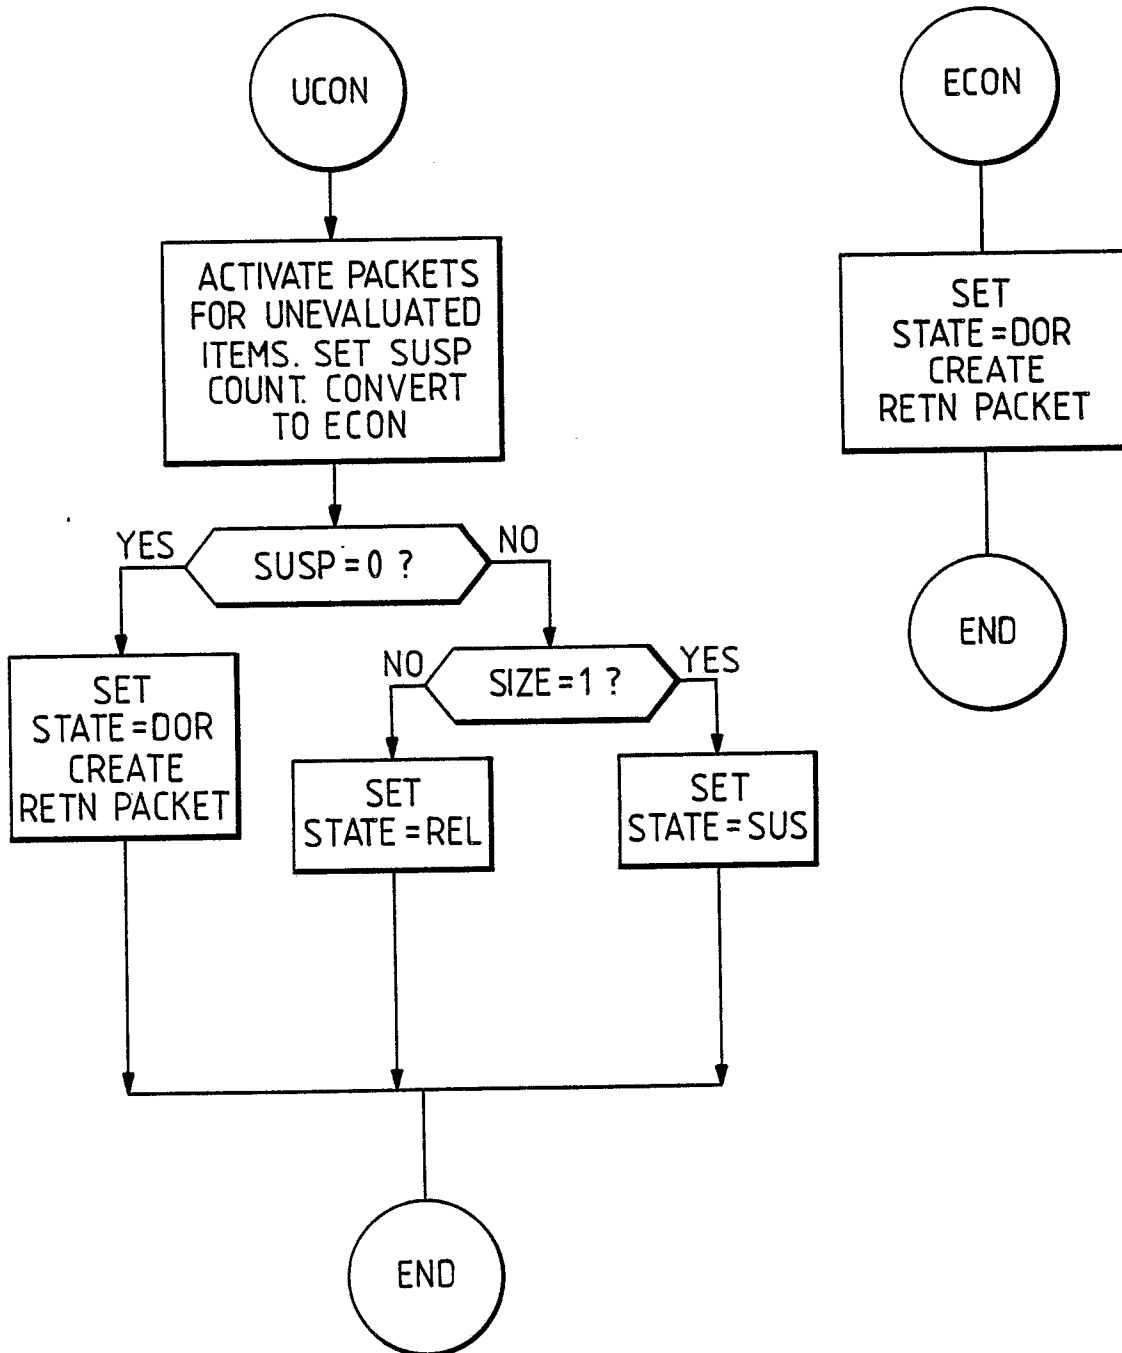 UCON
ACTIVATE PACKETS
FOR UNEVALUATED
ITEMS. SET SUSP
COUNT. CONVERT
TO ECON
SUSP=0 ?
YES
NO
SET
STATE=DOR
CREATE
RETN PACKET
SIZE=1 ?
NO
YES
SET
STATE=REL
SET
STATE=SUS
END
ECON
SET
STATE=DOR
CREATE
RETN PACKET
END